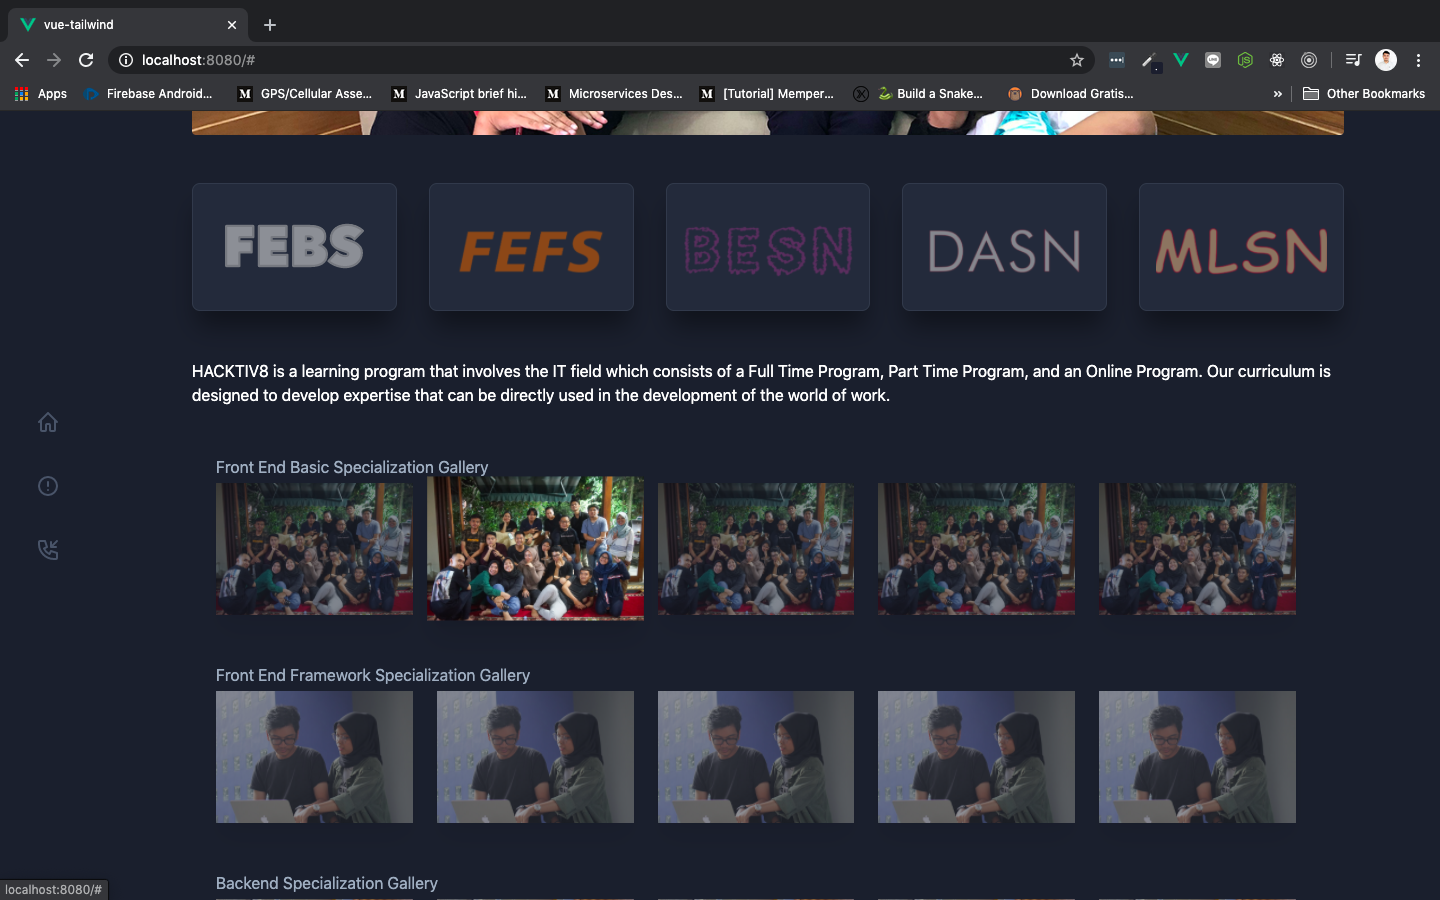 vue-tailwind
localhost:8080/#
Apps
Firebase Android...
GPS/Cellular Asse...
JavaScript brief hi...
Microservices Des...
[Tutorial] Memper...
Build a Snake...
Download Gratis...
»
Other Bookmarks
FEBS
FEFS
BESN
DASN
MLSN
HACKTIV8 is a learning program that involves the IT field which consists of a Full Time Program, Part Time Program, and an Online Program. Our curriculum is
designed to develop expertise that can be directly used in the development of the world of work.
Front End Basic Specialization Gallery
Front End Framework Specialization Gallery
Backend Specialization Gallery
localhost:8080/#